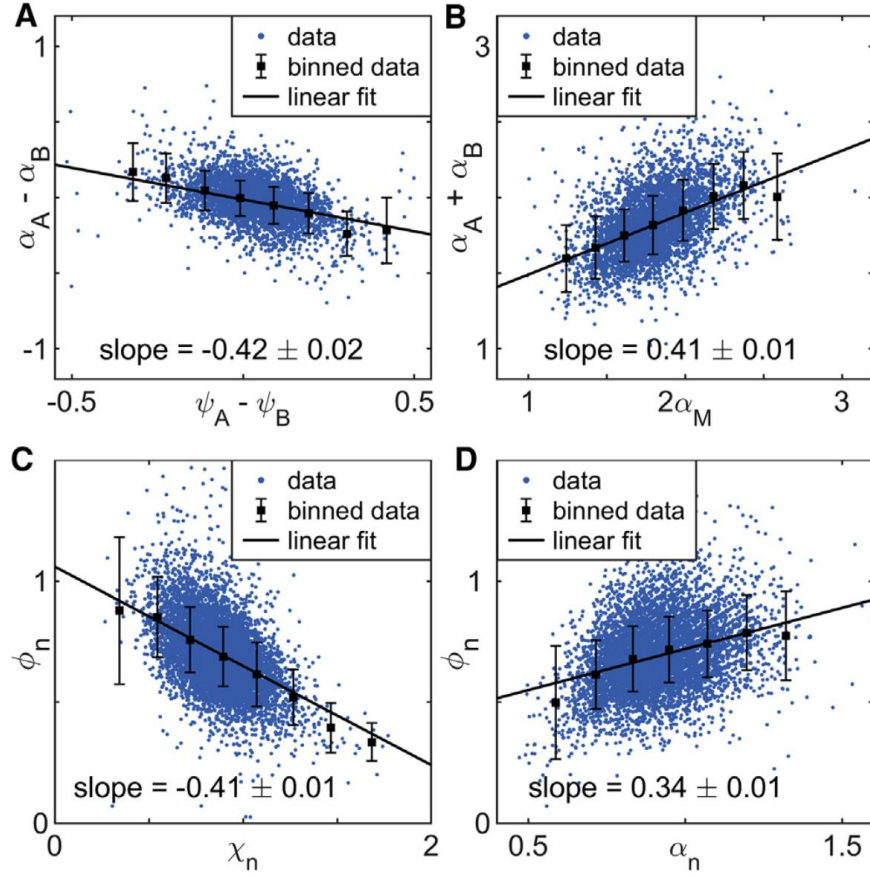 A
1
data
binned data
linear fit
α_A - α_B
-1
slope = -0.42 ± 0.02
-0.5
0.5
ψ_A - ψ_B
B
3
data
binned data
linear fit
α_A + α_B
1
slope = 0.41 ± 0.01
1
2α_M
3
C
data
binned data
linear fit
1
ϕ_n
slope = -0.41 ± 0.01
0
0
χ_n
2
D
data
binned data
linear fit
1
ϕ_n
slope = 0.34 ± 0.01
0
0.5
α_n
1.5